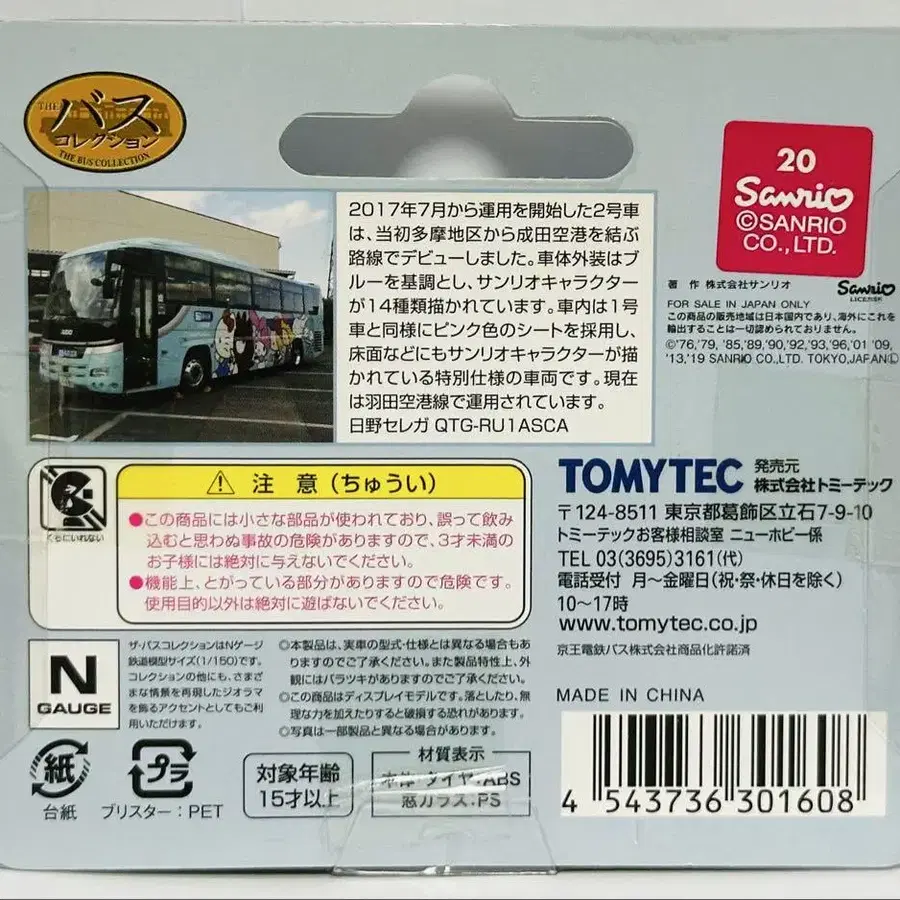 THE
バス
コレクション
THE BUS COLLECTION
20
Sanrio
©SANRIO
CO.,LTD.
2017年7月から運用を開始した2号車
は、当初多摩地区から成田空港を結ぶ
路線でデビューしました。車体外装はブ
ルーを基調とし、サンリオキャラクター
が14種類描かれています。車内は1号
車と同様にピンク色のシートを採用し、
床面などにもサンリオキャラクターが描
かれている特別仕様の車両です。現在
は羽田空港線で運用されています。
日野セレガ QTG-RU1ASCA
著作 株式会社サンリオ
Sanrio
LICENSE
FOR SALE IN JAPAN ONLY
この商品の販売地域は日本国内であり、海外にこれを
輸出することは一切認められておりません。
©'76,'79,'85,'89,'90,'92,'93,'96,'01 '09,
'13,'19 SANRIO CO.,LTD. TOKYO,JAPAN Ⓛ
くちにいれない
注意(ちゅうい)
●この商品には小さな部品が使われており、誤って飲み
込むと思わぬ事故の危険がありますので、3才未満の
お子様には絶対に与えないでください。
●機能上、とがっている部分がありますので危険です。
使用目的以外は絶対に遊ばないでください。
TOMYTEC 発売元
株式会社トミーテック
〒124-8511 東京都葛飾区立石7-9-10
トミーテックお客様相談室 ニューホビー係
TEL 03(3695)3161(代)
電話受付 月〜金曜日(祝・祭・休日を除く)
10〜17時
www.tomytec.co.jp
京王電鉄バス株式会社商品化許諾済
N
GAUGE
ザ・バスコレクションはNゲージ
鉄道模型サイズ(1/150)です。
コレクションの他にも、さまざ
まな情景を再現したジオラマ
を飾るアクセントとしてもご利
用いただけます。
◎本製品は、実車の型式・仕様とは異なる場合もあ
りますのでご了承ください。また製品特性上、外
観にはバラツキがありますのでご了承ください。
◎この商品はディスプレイモデルです。落としたり、無
理な力を加えたりすると破損する恐れがあります。
◎写真は一部製品と異なる場合があります。
MADE IN CHINA
紙
台紙
プラ
ブリスター:PET
対象年齢
15才以上
材質表示
本体・タイヤ:ABS
窓ガラス:PS
4 543736 301608